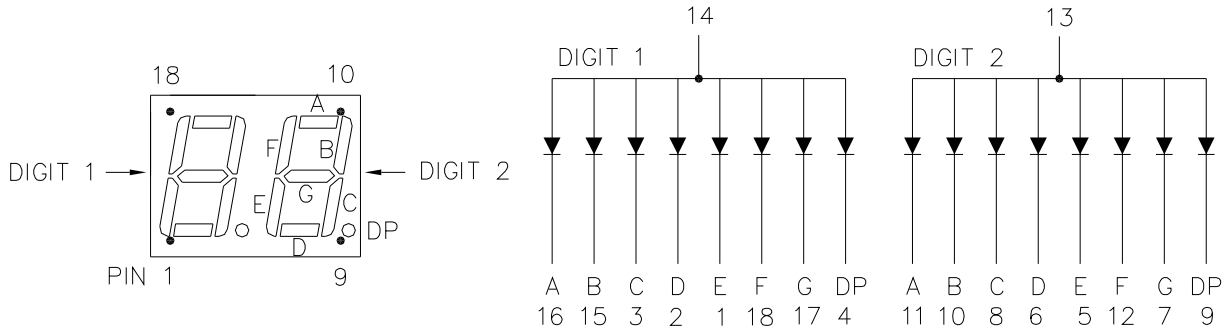 18 10
A
F B
DIGIT 1 DIGIT 2
G
E C
DP
D
PIN 1 9
14
DIGIT 1
A B C D E F G DP
16 15 3 2 1 18 17 4
13
DIGIT 2
A B C D E F G DP
11 10 8 6 5 12 7 9